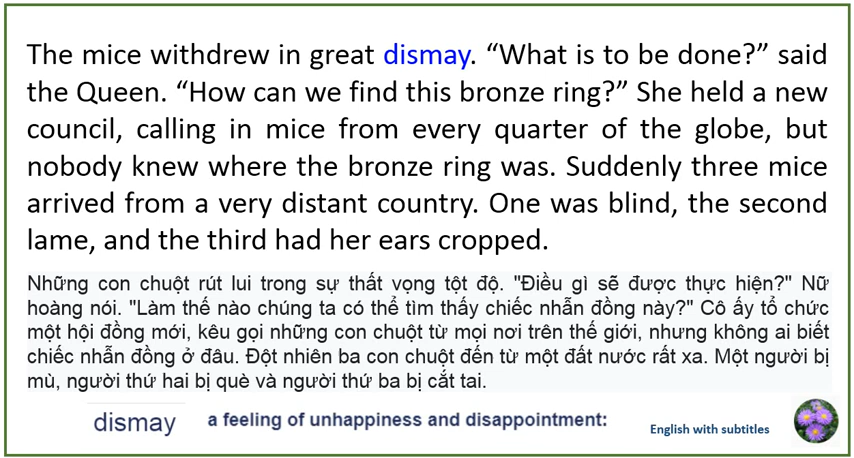 The mice withdrew in great dismay. “What is to be done?” said
the Queen. “How can we find this bronze ring?” She held a new
council, calling in mice from every quarter of the globe, but
nobody knew where the bronze ring was. Suddenly three mice
arrived from a very distant country. One was blind, the second
lame, and the third had her ears cropped.
Những con chuột rút lui trong sự thất vọng tột độ. "Điều gì sẽ được thực hiện?" Nữ
hoàng nói. "Làm thế nào chúng ta có thể tìm thấy chiếc nhẫn đồng này?" Cô ấy tổ chức
một hội đồng mới, kêu gọi những con chuột từ mọi nơi trên thế giới, nhưng không ai biết
chiếc nhẫn đồng ở đâu. Đột nhiên ba con chuột đến từ một đất nước rất xa. Một người bị
mù, người thứ hai bị què và người thứ ba bị cắt tai.
dismay a feeling of unhappiness and disappointment:
English with subtitles